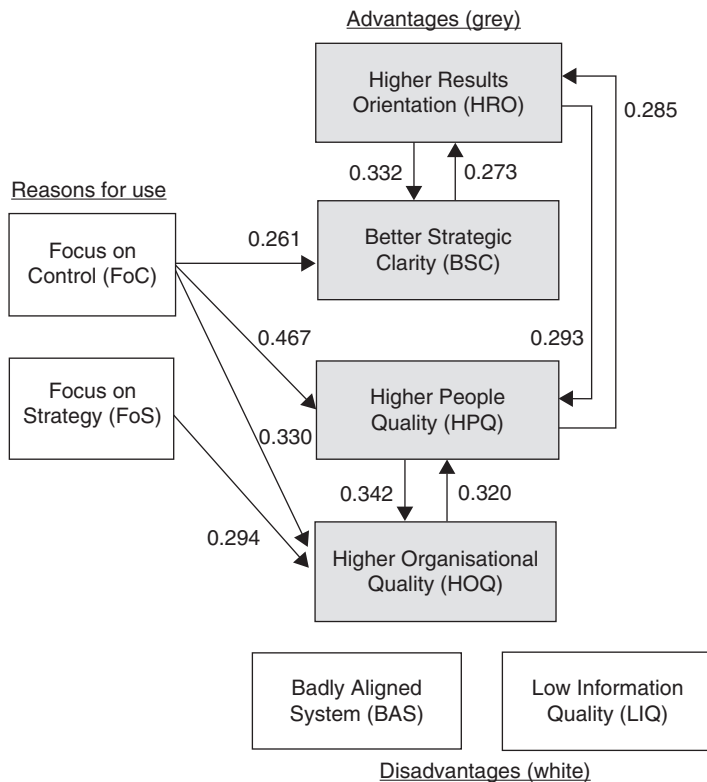 Advantages (grey)
Higher Results
Orientation (HRO)
0.285
0.332
0.273
Reasons for use
Focus on
Control (FoC)
0.261
Better Strategic
Clarity (BSC)
0.467
0.293
Focus on
Strategy (FoS)
Higher People
Quality (HPQ)
0.330
0.342
0.320
0.294
Higher Organisational
Quality (HOQ)
Badly Aligned
System (BAS)
Low Information
Quality (LIQ)
Disadvantages (white)